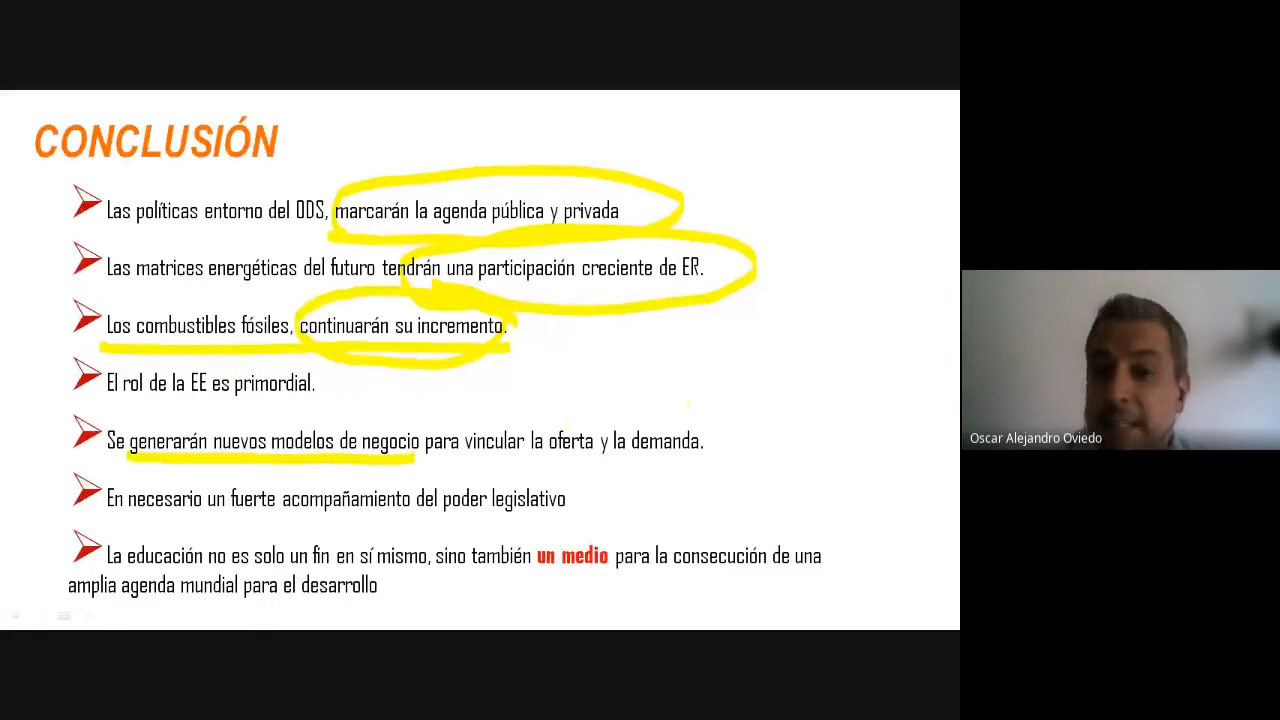 CONCLUSIÓN
Las políticas entorno del ODS, marcarán la agenda pública y privada
Las matrices energéticas del futuro tendrán una participación creciente de ER.
Los combustibles fósiles, continuarán su incremento.
El rol de la EE es primordial.
Se generarán nuevos modelos de negocio para vincular la oferta y la demanda.
En necesario un fuerte acompañamiento del poder legislativo
La educación no es solo un fin en sí mismo, sino también un medio para la consecución de una
amplia agenda mundial para el desarrollo
Oscar Alejandro Oviedo